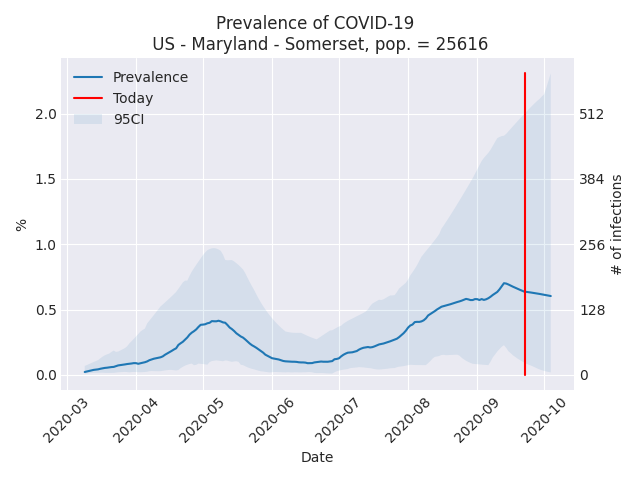 Prevalence of COVID-19
US - Maryland - Somerset, pop. = 25616
Prevalence
Today
95CI
2.0
1.5
1.0
0.5
0.0
%
512
384
256
128
0
# of infections
2020-03
2020-04
2020-05
2020-06
2020-07
2020-08
2020-09
2020-10
Date